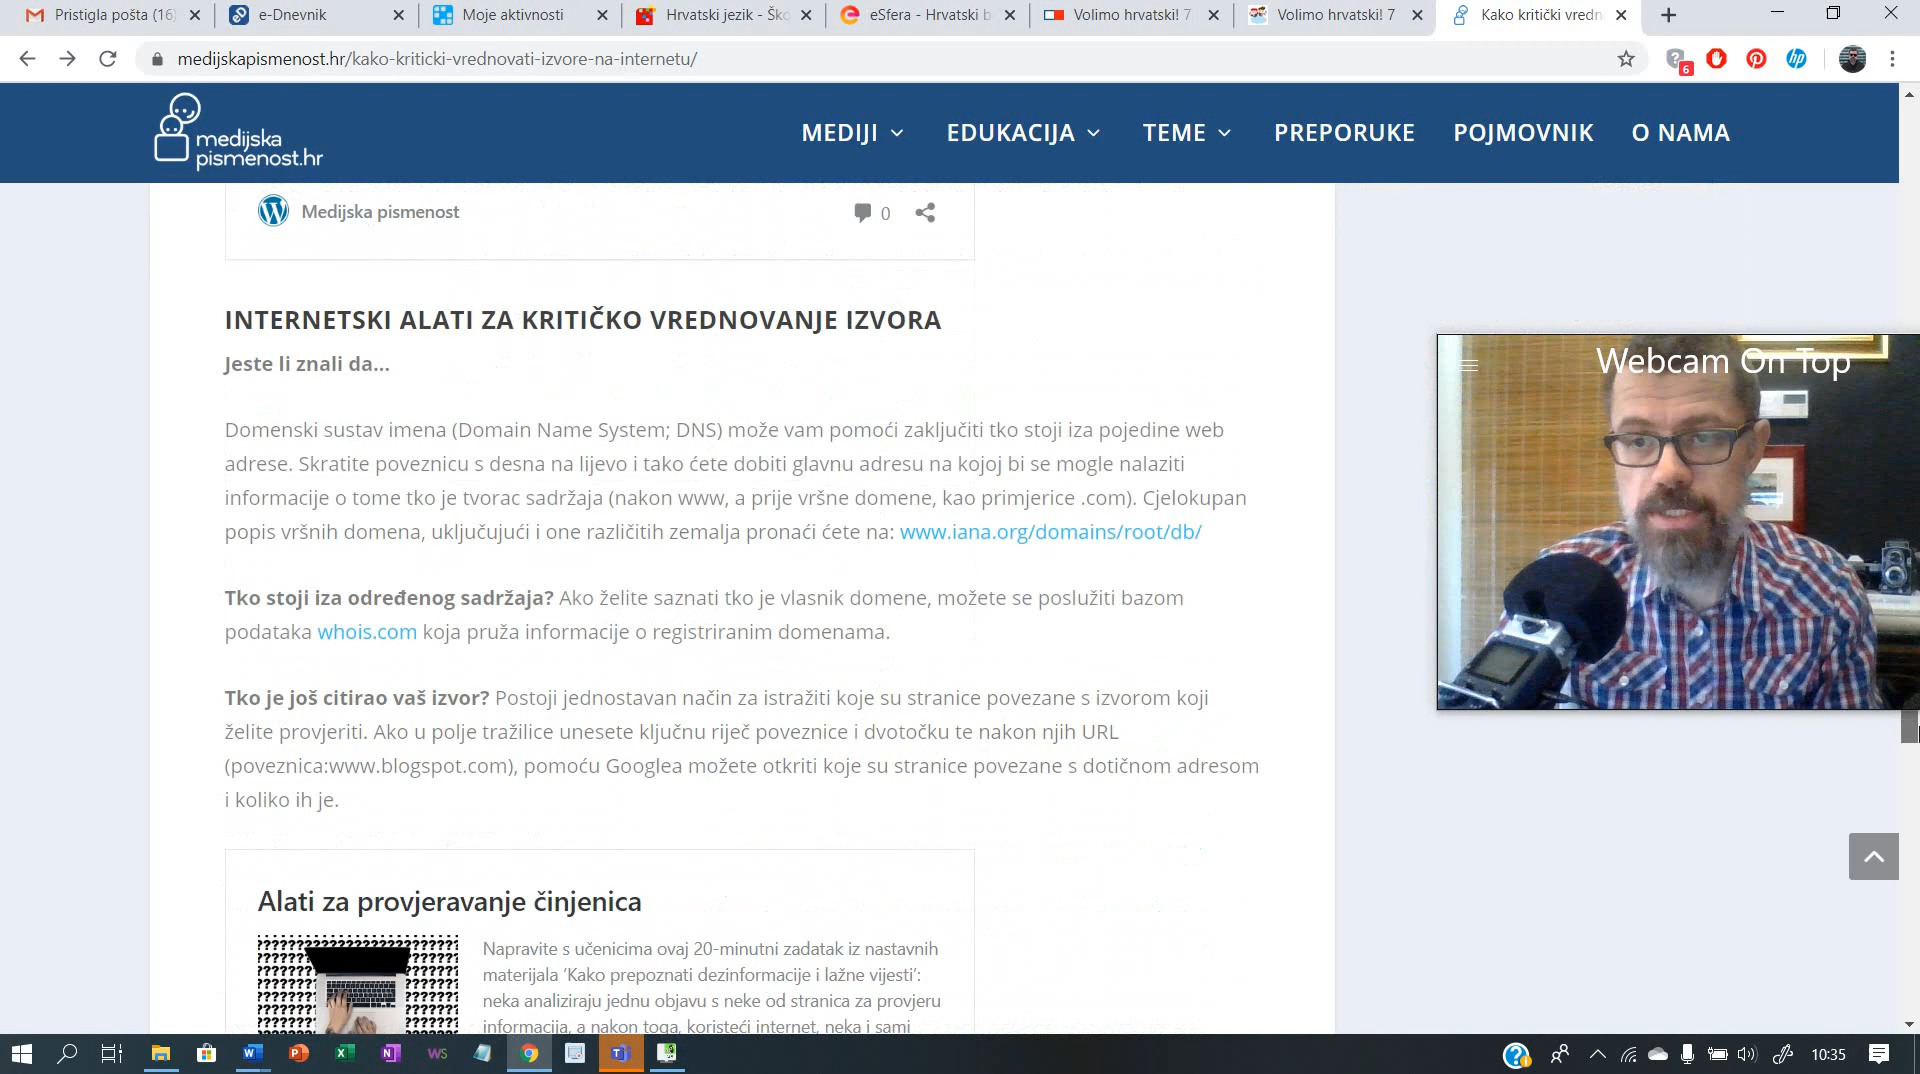 Pristigla pošta (16)
e-Dnevnik
Moje aktivnosti
Hrvatski jezik - Ško
eSfera - Hrvatski b
Volimo hrvatski! 7
Volimo hrvatski! 7
Kako kritički vredn
medijskapismenost.hr/kako-kriticki-vrednovati-izvore-na-internetu/
6
medijska
pismenost.hr
MEDIJI
EDUKACIJA
TEME
PREPORUKE
POJMOVNIK
O NAMA
Medijska pismenost
0
INTERNETSKI ALATI ZA KRITIČKO VREDNOVANJE IZVORA
Jeste li znali da...
Domenski sustav imena (Domain Name System; DNS) može vam pomoći zaključiti tko stoji iza pojedine web
adrese. Skratite poveznicu s desna na lijevo i tako ćete dobiti glavnu adresu na kojoj bi se mogle nalaziti
informacije o tome tko je tvorac sadržaja (nakon www, a prije vršne domene, kao primjerice .com). Cjelokupan
popis vršnih domena, uključujući i one različitih zemalja pronaći ćete na: www.iana.org/domains/root/db/
Tko stoji iza određenog sadržaja? Ako želite saznati tko je vlasnik domene, možete se poslužiti bazom
podataka whois.com koja pruža informacije o registriranim domenama.
Tko je još citirao vaš izvor? Postoji jednostavan način za istražiti koje su stranice povezane s izvorom koji
želite provjeriti. Ako u polje tražilice unesete ključnu riječ poveznice i dvotočku te nakon njih URL
(poveznica:www.blogspot.com), pomoću Googlea možete otkriti koje su stranice povezane s dotičnom adresom
i koliko ih je.
Alati za provjeravanje činjenica
Napravite s učenicima ovaj 20-minutni zadatak iz nastavnih
materijala ‘Kako prepoznati dezinformacije i lažne vijesti’:
neka analiziraju jednu objavu s neke od stranica za provjeru
informacija, a nakon toga, koristeći internet, neka i sami
Webcam On Top
10:35